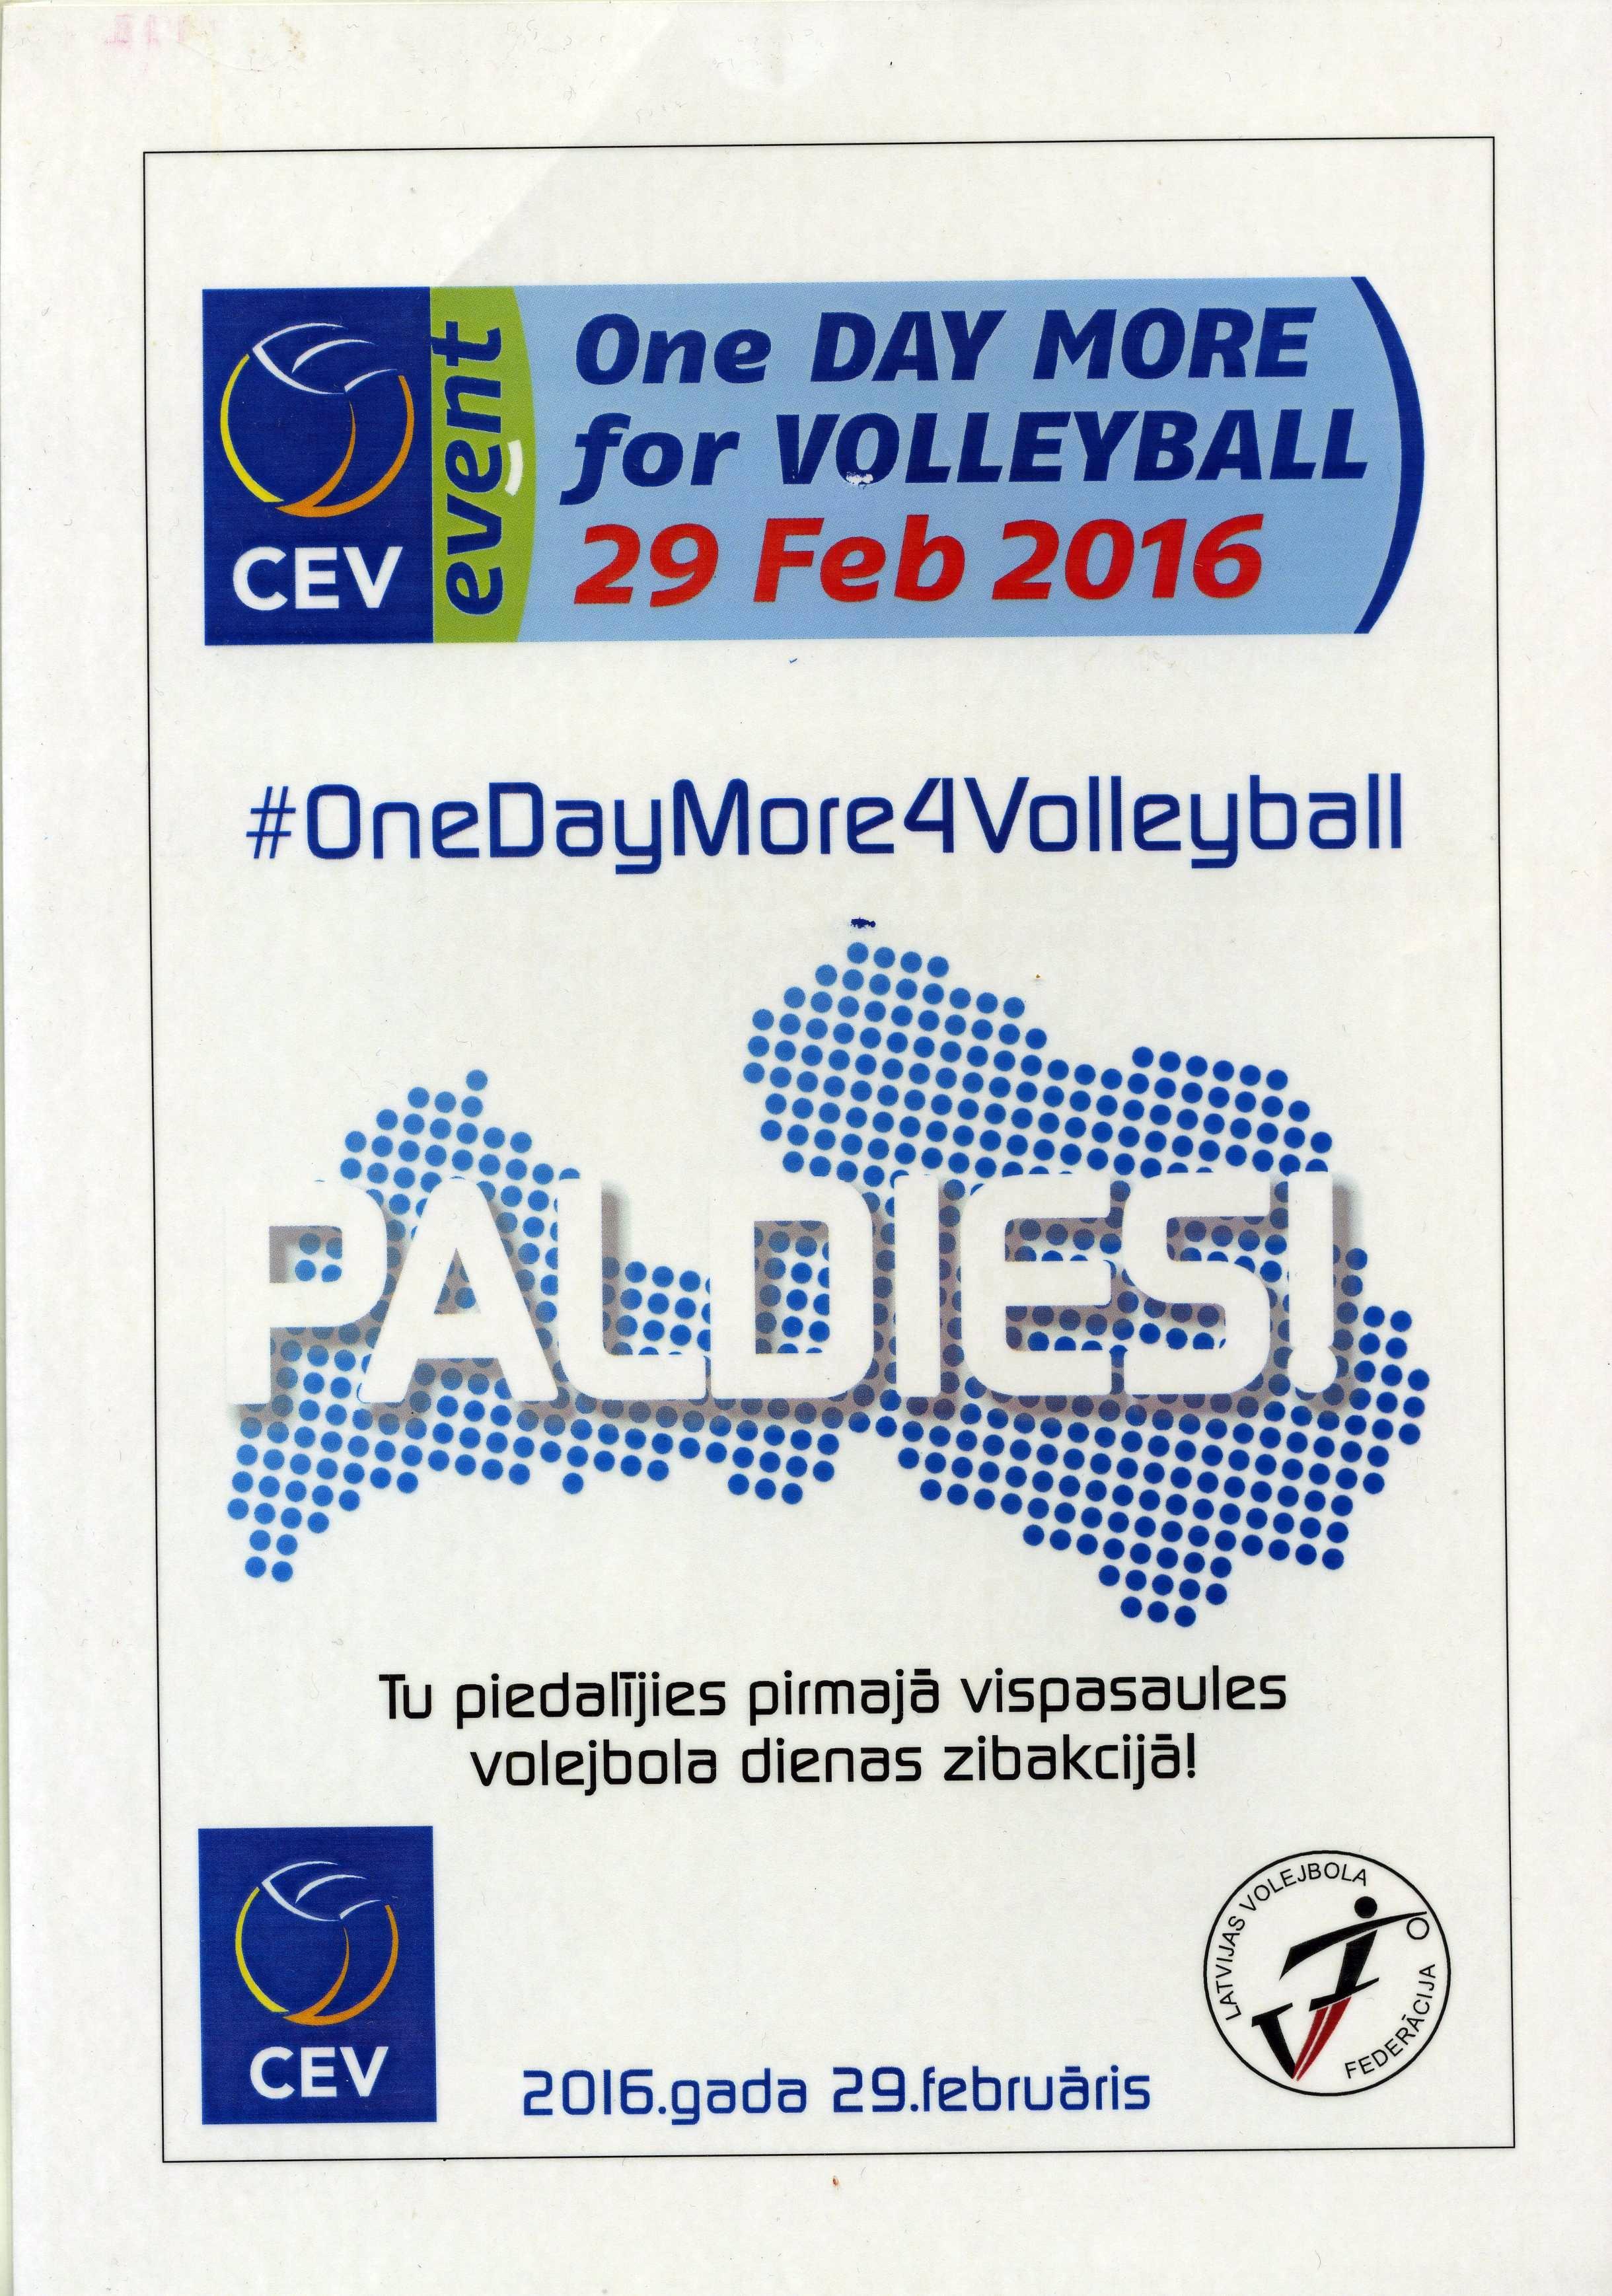 CEV
event
One DAY MORE
for VOLLEYBALL
29 Feb 2016
#OneDayMore4Volleyball
PALDIES!
Tu piedalījies pirmajā vispasaules
volejbola dienas zibakcijā!
CEV
2016.gada 29.februāris
LATVIJAS VOLEJBOLA
FEDERĀCIJA